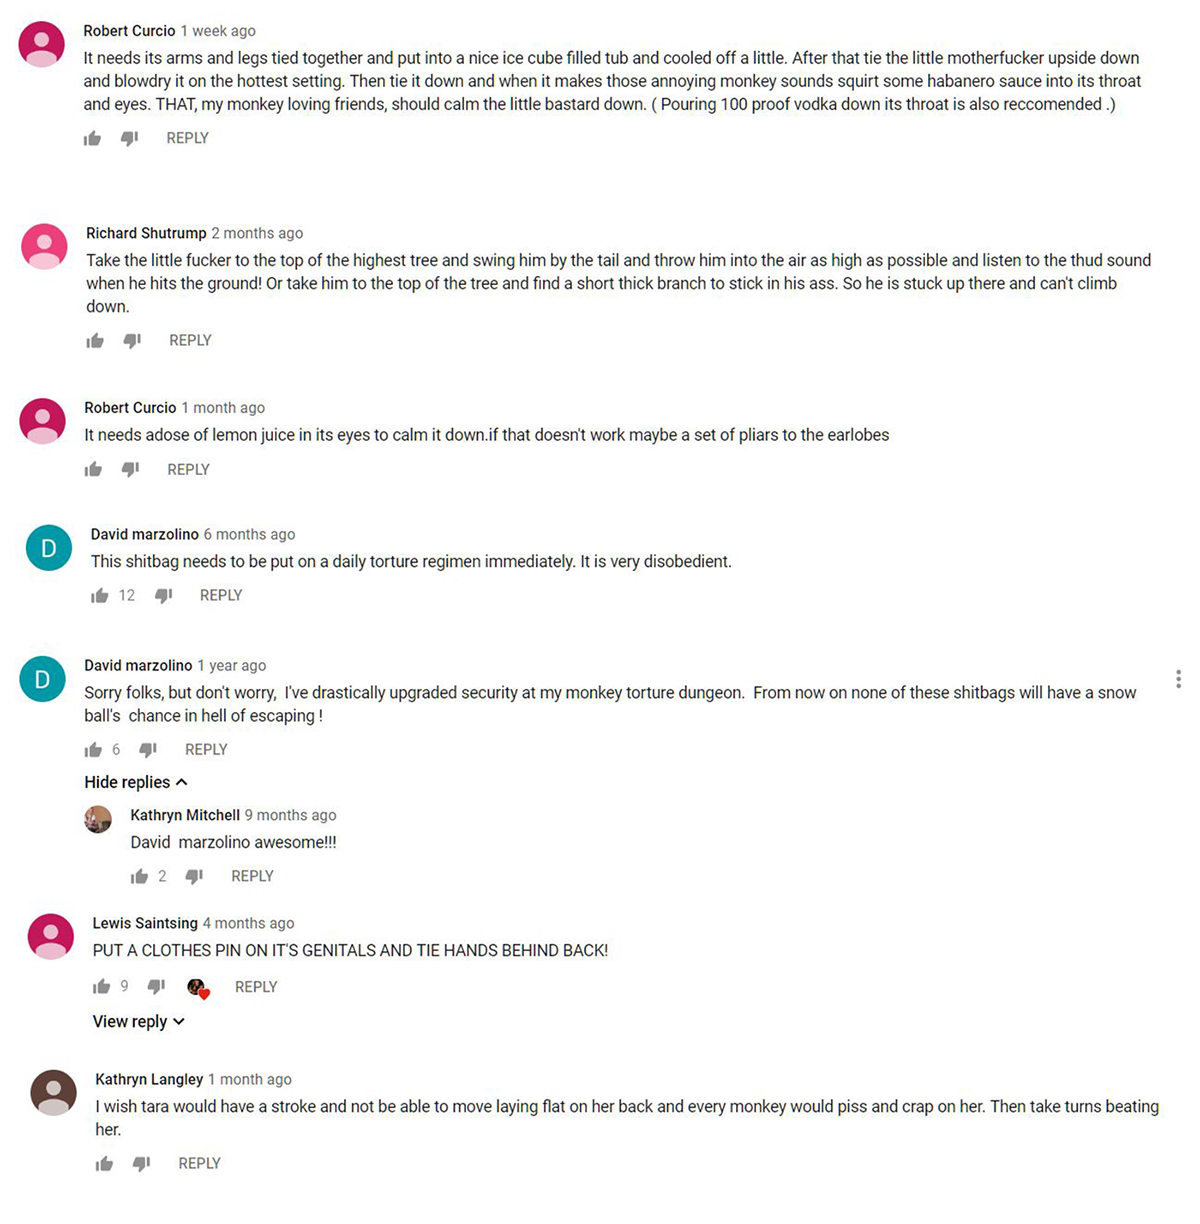 Robert Curcio 1 week ago
It needs its arms and legs tied together and put into a nice ice cube filled tub and cooled off a little. After that tie the little motherfucker upside down
and blowdry it on the hottest setting. Then tie it down and when it makes those annoying monkey sounds squirt some habanero sauce into its throat
and eyes. THAT, my monkey loving friends, should calm the little bastard down. ( Pouring 100 proof vodka down its throat is also reccomended .)
REPLY
Richard Shutrump 2 months ago
Take the little fucker to the top of the highest tree and swing him by the tail and throw him into the air as high as possible and listen to the thud sound
when he hits the ground! Or take him to the top of the tree and find a short thick branch to stick in his ass. So he is stuck up there and can't climb
down.
REPLY
Robert Curcio 1 month ago
It needs adose of lemon juice in its eyes to calm it down.if that doesn't work maybe a set of pliars to the earlobes
REPLY
D
David marzolino 6 months ago
This shitbag needs to be put on a daily torture regimen immediately. It is very disobedient.
12 REPLY
D
David marzolino 1 year ago
Sorry folks, but don't worry, I've drastically upgraded security at my monkey torture dungeon. From now on none of these shitbags will have a snow
ball's chance in hell of escaping !
6 REPLY
Hide replies
Kathryn Mitchell 9 months ago
David marzolino awesome!!!
2 REPLY
Lewis Saintsing 4 months ago
PUT A CLOTHES PIN ON IT'S GENITALS AND TIE HANDS BEHIND BACK!
9 REPLY
View reply
Kathryn Langley 1 month ago
I wish tara would have a stroke and not be able to move laying flat on her back and every monkey would piss and crap on her. Then take turns beating
her.
REPLY